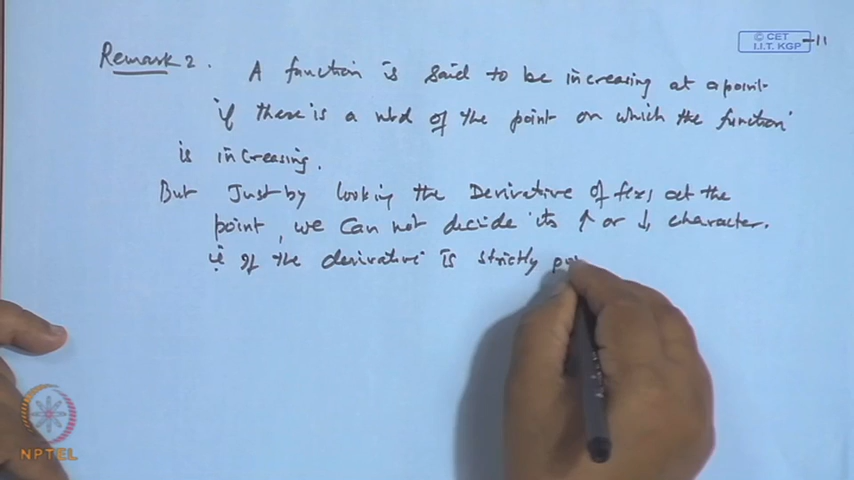 © CET
I.I.T. KGP
11
Remark 2. A function is said to be increasing at a point
if there is a nbd of the point on which the function
is increasing.
But Just by looking the Derivative of f(x) at the
point, we can not decide its ↑ or ↓ character.
ie if the derivative is strictly
NPTEL